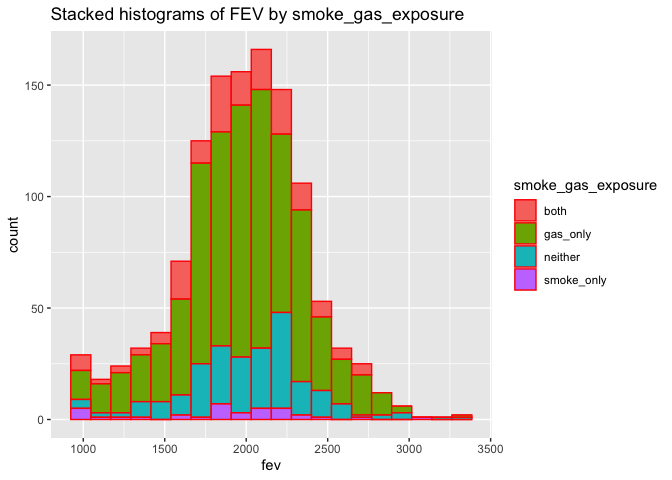 Stacked histograms of FEV by smoke_gas_exposure
150
100
50
0
count
1000 1500 2000 2500 3000 3500
fev
smoke_gas_exposure
both
gas_only
neither
smoke_only